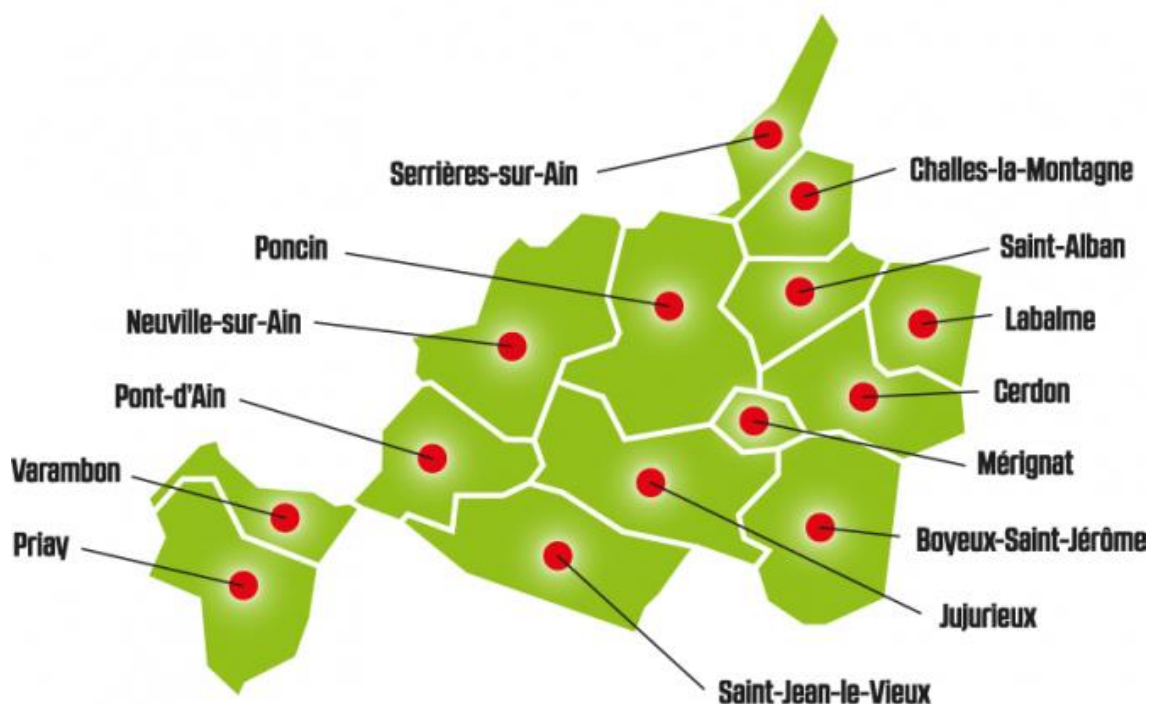 Serrières-sur-Ain
Challes-la-Montagne
Poncin
Saint-Alban
Neuville-sur-Ain
Labalme
Pont-d'Ain
Cerdon
Varambon
Mérignat
Priay
Boyeux-Saint-Jérôme
Jujurieux
Saint-Jean-le-Vieux